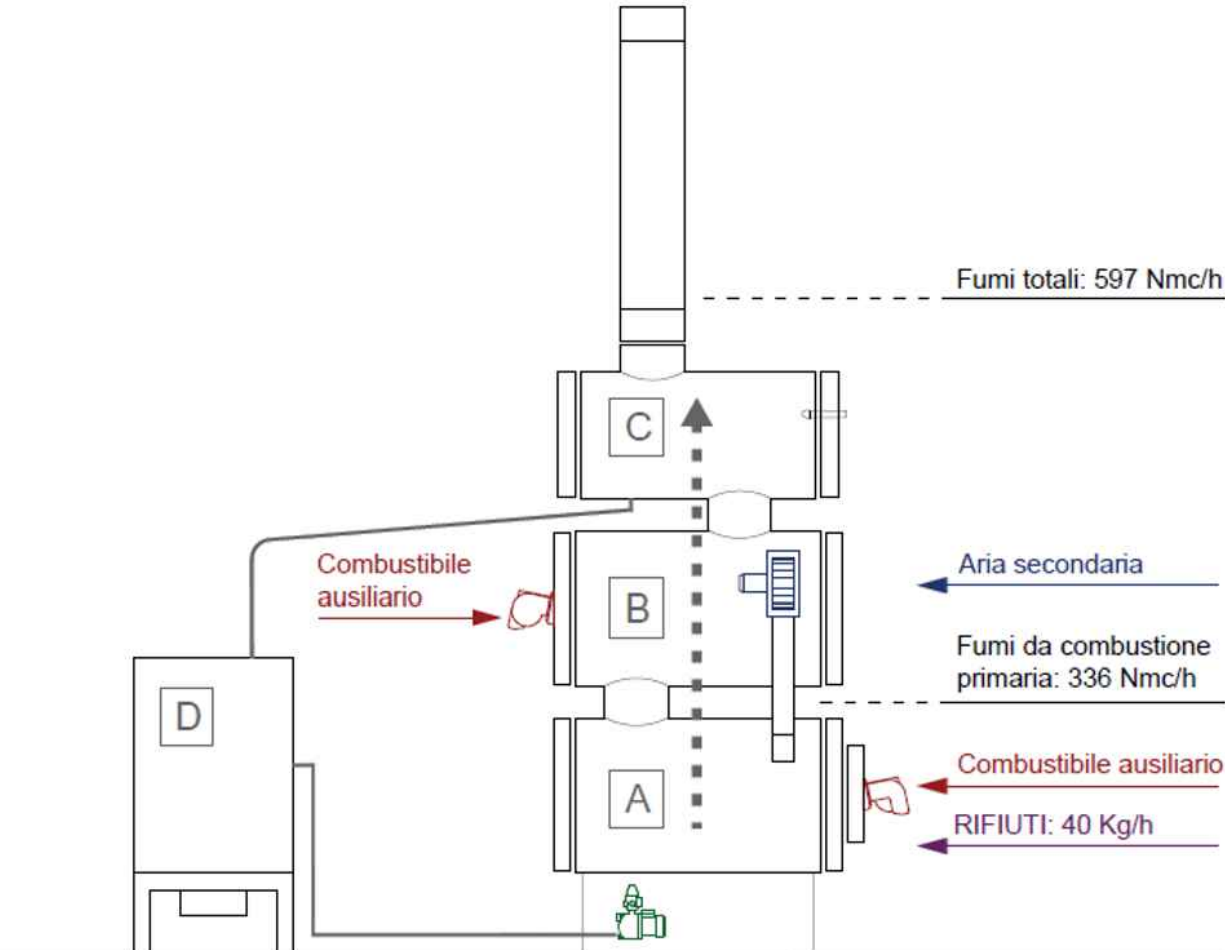 Fumi totali: 597 Nmc/h
C
Combustibile
ausiliario
B
Aria secondaria
Fumi da combustione
primaria: 336 Nmc/h
D
A
Combustibile ausiliario
RIFIUTI: 40 Kg/h